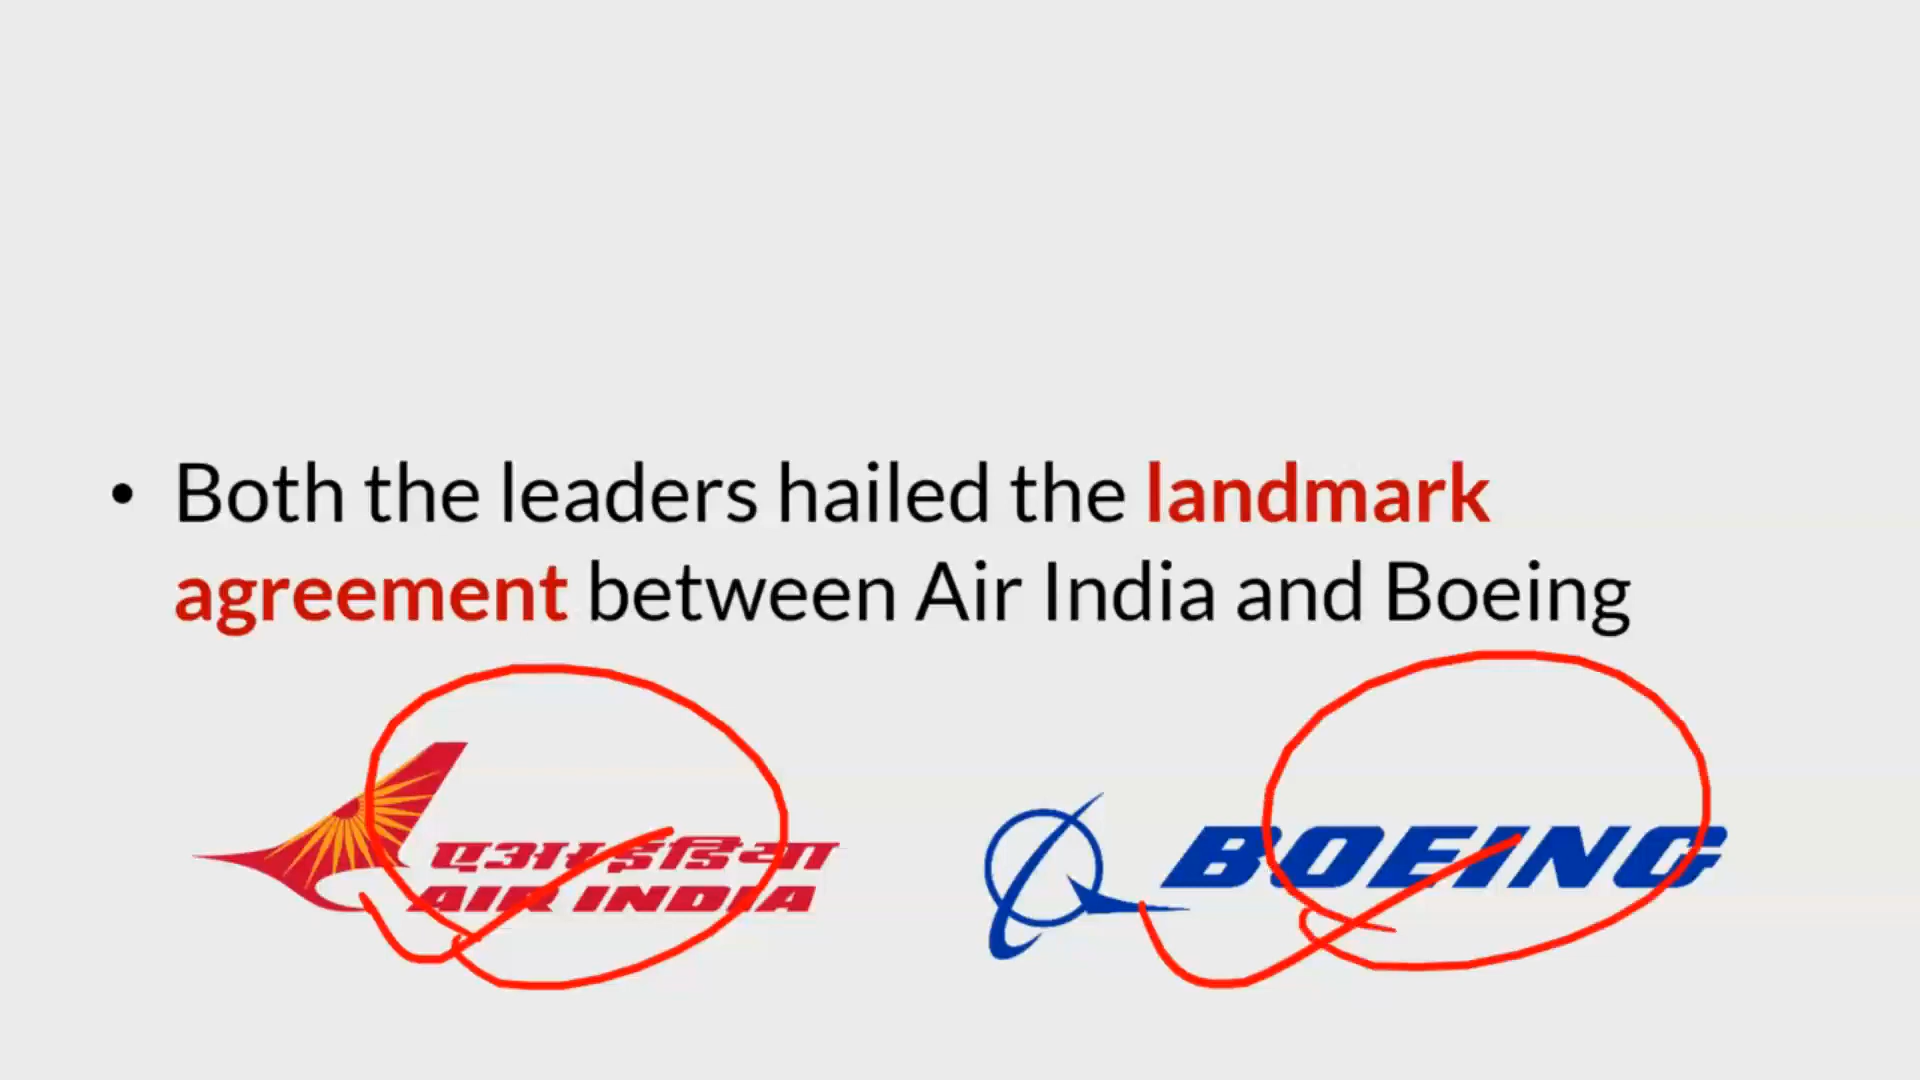 • Both the leaders hailed the landmark
agreement between Air India and Boeing
एअर इंडिया
AIR INDIA
BOEING